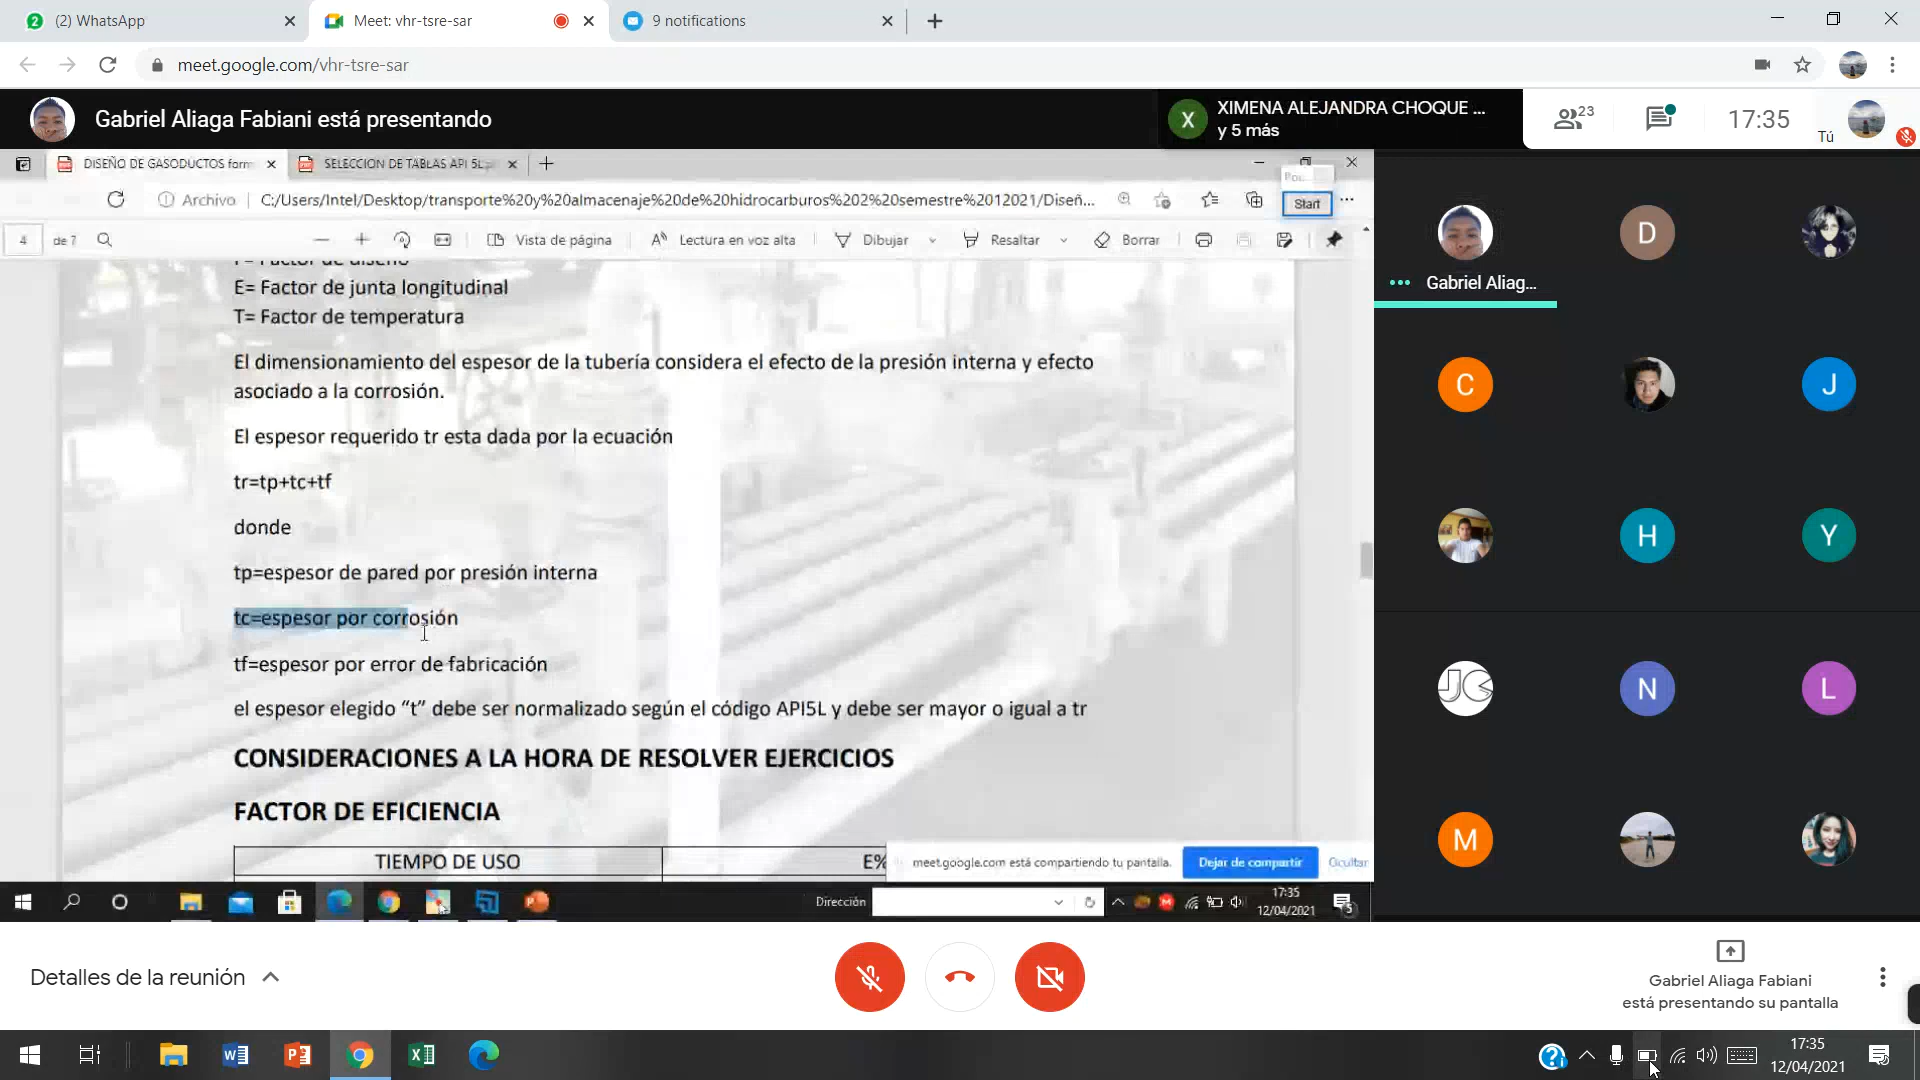 (2) WhatsApp
Meet: vhr-tsre-sar
9 notifications
meet.google.com/vhr-tsre-sar
Gabriel Aliaga Fabiani está presentando
X
XIMENA ALEJANDRA CHOQUE ...
y 5 más
23
17:35
Tú
DISEÑO DE GASODUCTOS form
SELECCION DE TABLAS API 5L
Archivo
C:/Users/Intel/Desktop/transporte%20y%20almacenaje%20de%20hidrocarburos%202%20semestre%2012021/Diseñ...
Start
4 de 7
Vista de página
Lectura en voz alta
Dibujar
Resaltar
Borrar
F= Factor de diseño
E= Factor de junta longitudinal
T= Factor de temperatura
El dimensionamiento del espesor de la tubería considera el efecto de la presión interna y efecto
asociado a la corrosión.
El espesor requerido tr esta dada por la ecuación
tr=tp+tc+tf
donde
tp=espesor de pared por presión interna
tc=espesor por corrosión
tf=espesor por error de fabricación
el espesor elegido “t” debe ser normalizado según el código API5L y debe ser mayor o igual a tr
CONSIDERACIONES A LA HORA DE RESOLVER EJERCICIOS
FACTOR DE EFICIENCIA
TIEMPO DE USO
E%
meet.google.com está compartiendo tu pantalla.
Dejar de compartir
Ocultar
Dirección
17:35
12/04/2021
5
D
Gabriel Aliag...
C
J
H
Y
JC
N
L
M
Detalles de la reunión
Gabriel Aliaga Fabiani
está presentando su pantalla
17:35
12/04/2021